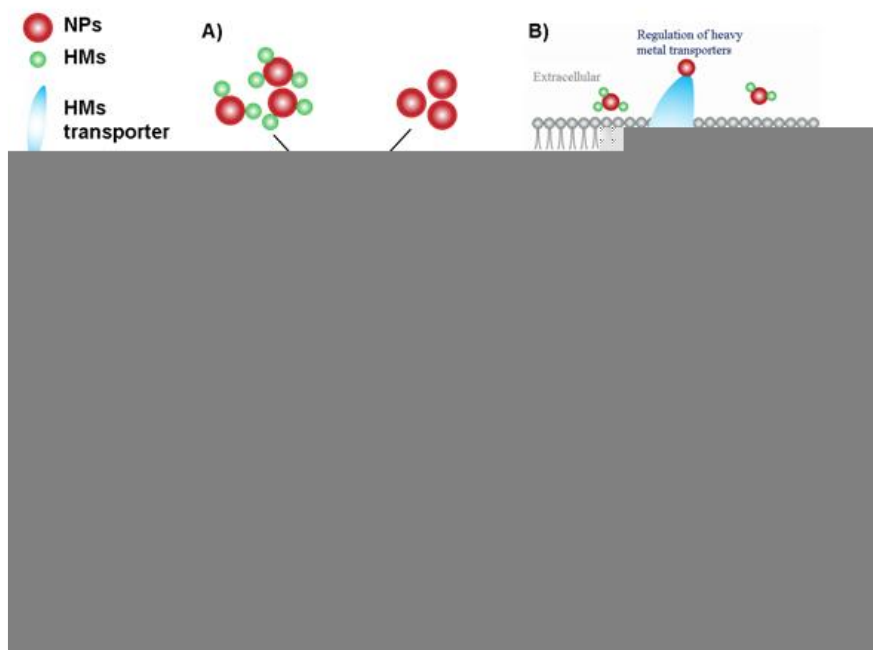 NPs
HMs
HMs
transporter
A)
B)
Regulation of heavy
metal transporters
Extracellular